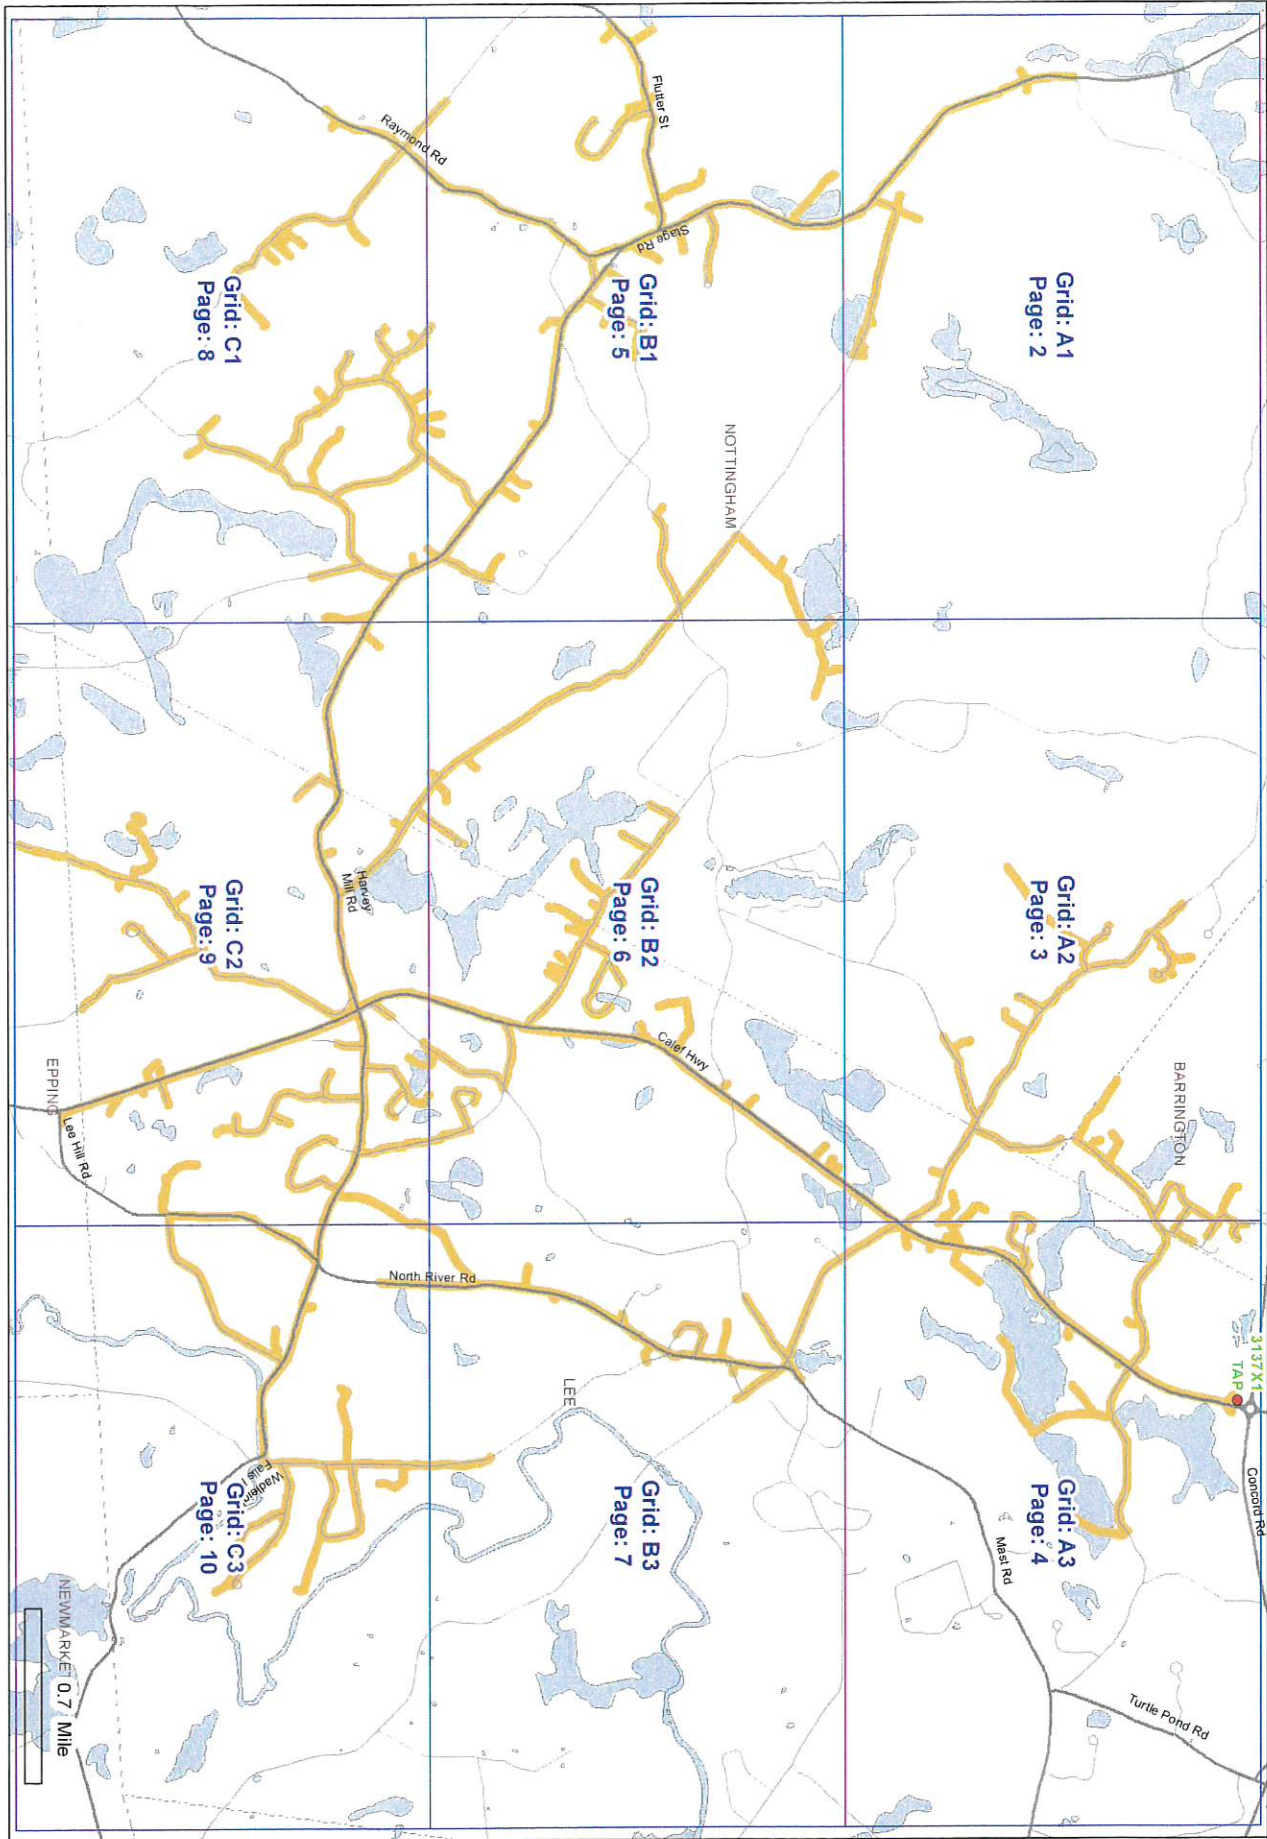 Grid: A1
Page: 2
Grid: A2
Page: 3
BARRINGTON
3137X1
TAP
Concord Rd
Grid: A3
Page: 4
Mast Rd
Turtle Pond Rd
Flutter St
Stage Rd
Grid: B1
Page: 5
NOTTINGHAM
Grid: B2
Page: 6
Calef Hwy
North River Rd
LEE
Grid: B3
Page: 7
Raymond Rd
Grid: C1
Page: 8
Harvey
Mill Rd
Grid: C2
Page: 9
EPPING
Lee Hill Rd
Falls
Grid: C3
Page: 10
NEWMARKET
0.7 Mile